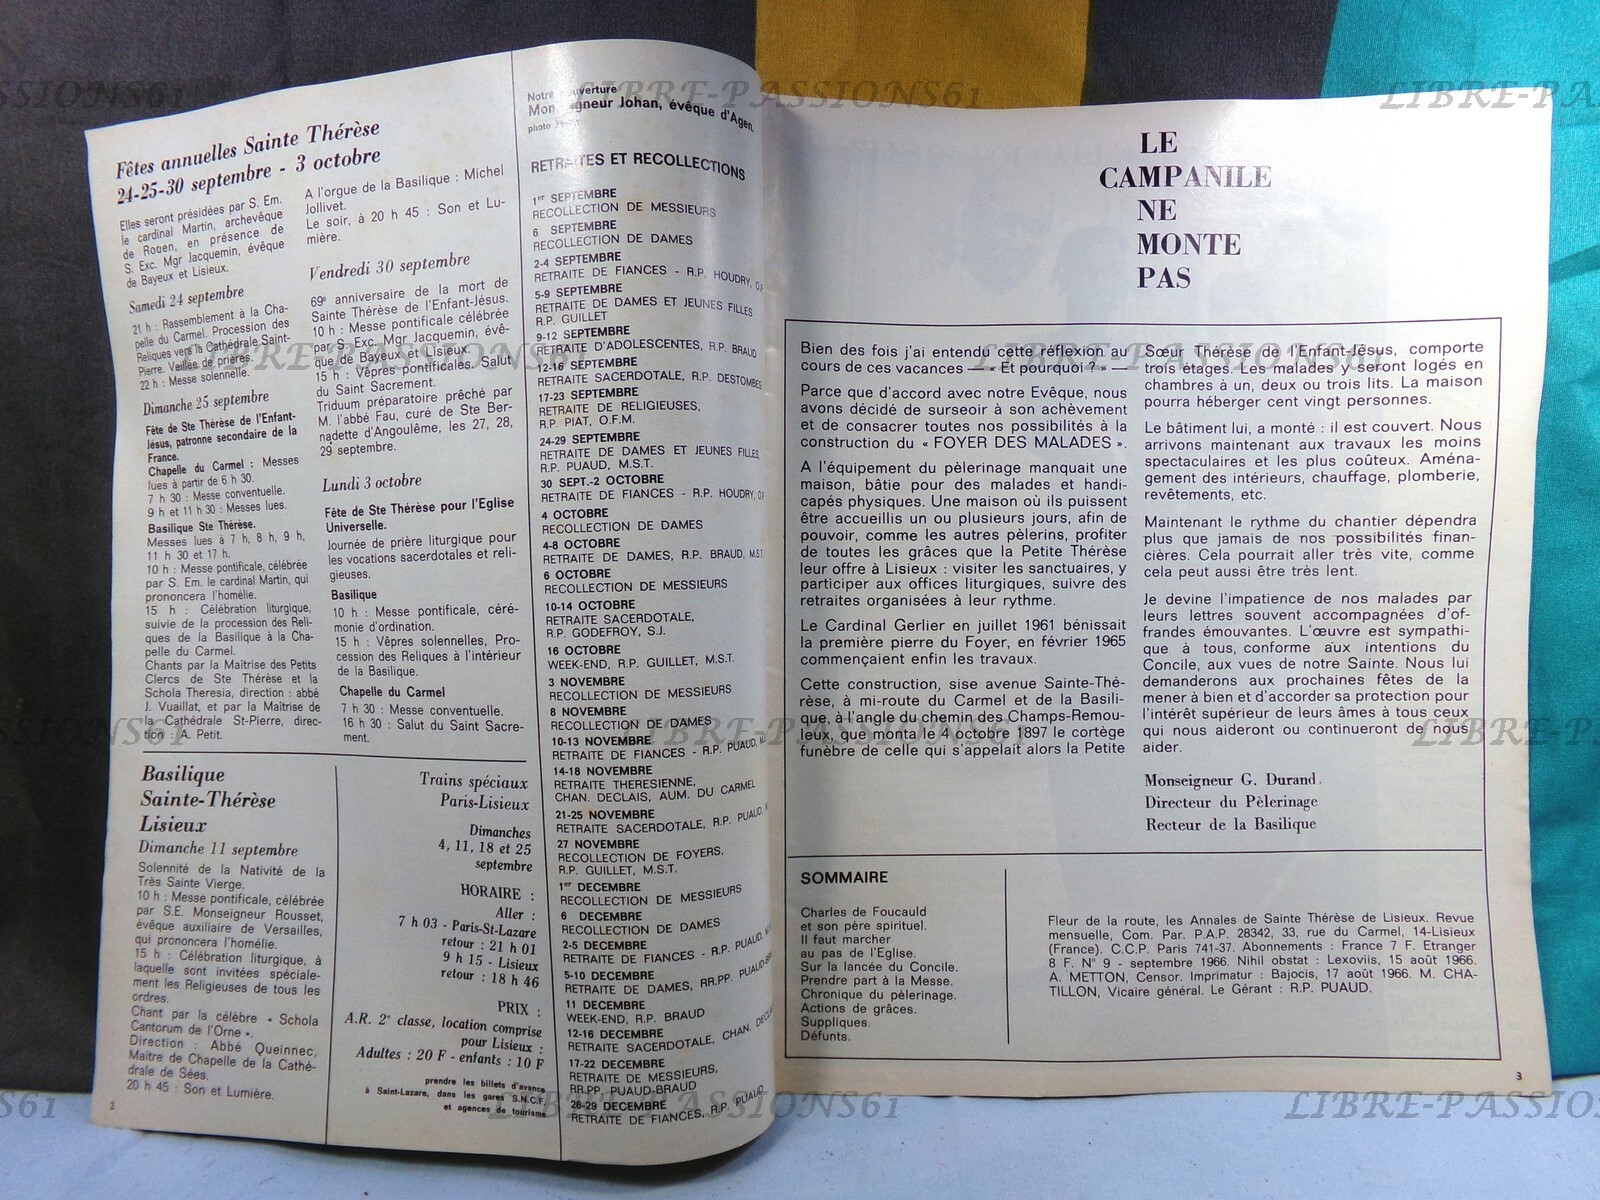 Fêtes annuelles Sainte Thérèse
24-25-30 septembre - 3 octobre
Elles seront présidées par S. Em.
le cardinal Martin, archevêque
de Rouen, en présence de
S. Exc. Mgr Jacquemin, évêque
de Bayeux et Lisieux.
Samedi 24 septembre
21 h : Rassemblement à la Cha-
pelle du Carmel. Procession des
Reliques vers la Cathédrale Saint-
Pierre. Veillée de prières.
22 h : Messe solennelle.
Dimanche 25 septembre
Fête de Ste Thérèse de l'Enfant-
Jésus, patronne secondaire de la
France.
Chapelle du Carmel : Messes
lues à partir de 6 h 30.
7 h 30 : Messe conventuelle.
9 h et 11 h 30 : Messes lues.
Basilique Ste Thérèse.
Messes lues à 7 h, 8 h, 9 h,
11 h 30 et 17 h.
10 h : Messe pontificale, célébrée
par S. Em. le cardinal Martin, qui
prononcera l'homélie.
15 h : Célébration liturgique,
suivie de la procession des Reli-
ques de la Basilique à la Cha-
pelle du Carmel.
Chants par la Maîtrise des Petits
Clercs de Ste Thérèse et la
Schola Theresia, direction : abbé
J. Vuaillat, et par la Maîtrise de
la Cathédrale St-Pierre, direc-
tion : A. Petit.
A l'orgue de la Basilique : Michel
Jollivet.
Le soir, à 20 h 45 : Son et Lu-
mière.
Vendredi 30 septembre
69e anniversaire de la mort de
Sainte Thérèse de l'Enfant-Jésus.
10 h : Messe pontificale célébrée
par S. Exc. Mgr Jacquemin, évê-
que de Bayeux et Lisieux.
15 h : Vêpres pontificales. Salut
du Saint Sacrement.
Triduum préparatoire prêché par
M. l'abbé Fau, curé de Ste Ber-
nadette d'Angoulême, les 27, 28,
29 septembre.
Lundi 3 octobre
Fête de Ste Thérèse pour l'Eglise
Universelle.
Journée de prière liturgique pour
les vocations sacerdotales et reli-
gieuses.
Basilique
10 h : Messe pontificale, céré-
monie d'ordination.
15 h : Vêpres solennelles, Pro-
cession des Reliques à l'intérieur
de la Basilique.
Chapelle du Carmel
7 h 30 : Messe conventuelle.
16 h 30 : Salut du Saint Sacre-
ment.
Basilique
Sainte-Thérèse
Lisieux
Dimanche 11 septembre
Solennité de la Nativité de la
Très Sainte Vierge.
10 h : Messe pontificale, célébrée
par S.E. Monseigneur Rousset,
évêque auxiliaire de Versailles,
qui prononcera l'homélie.
15 h : Célébration liturgique, à
laquelle sont invitées spéciale-
ment les Religieuses de tous les
ordres.
Chant par la célèbre « Schola
Cantorum de l'Orne ».
Direction : Abbé Queinnec,
Maître de Chapelle de la Cathé-
drale de Sées.
20 h 45 : Son et Lumière.
2
Trains spéciaux
Paris-Lisieux
Dimanches
4, 11, 18 et 25
septembre
HORAIRE :
Aller :
7 h 03 - Paris-St-Lazare
retour : 21 h 01
9 h 15 - Lisieux
retour : 18 h 46
PRIX :
A.R. 2e classe, location comprise
pour Lisieux :
Adultes : 20 F - enfants : 10 F
prendre les billets d'avance
à Saint-Lazare, dans les gares S.N.C.F.
et agences de tourisme
Notre couverture
Monseigneur Johan, évêque d'Agen.
photo
RETRAITES ET RECOLLECTIONS
1er SEPTEMBRE
RECOLLECTION DE MESSIEURS
6 SEPTEMBRE
RECOLLECTION DE DAMES
2-4 SEPTEMBRE
RETRAITE DE FIANCES - R.P. HOUDRY, O.P.
5-9 SEPTEMBRE
RETRAITE DE DAMES ET JEUNES FILLES
R.P. GUILLET
9-12 SEPTEMBRE
RETRAITE D'ADOLESCENTES, R.P. BRAUD
12-16 SEPTEMBRE
RETRAITE SACERDOTALE, R.P. DESTOMBES
17-23 SEPTEMBRE
RETRAITE DE RELIGIEUSES,
R.P. PIAT, O.F.M.
24-29 SEPTEMBRE
RETRAITE DE DAMES ET JEUNES FILLES,
R.P. PUAUD, M.S.T.
30 SEPT.-2 OCTOBRE
RETRAITE DE FIANCES - R.P. HOUDRY, O.P.
4 OCTOBRE
RECOLLECTION DE DAMES
4-8 OCTOBRE
RETRAITE DE DAMES, R.P. BRAUD, M.S.T.
6 OCTOBRE
RECOLLECTION DE MESSIEURS
10-14 OCTOBRE
RETRAITE SACERDOTALE,
R.P. GODEFROY, S.J.
16 OCTOBRE
WEEK-END, R.P. GUILLET, M.S.T.
3 NOVEMBRE
RECOLLECTION DE MESSIEURS
8 NOVEMBRE
RECOLLECTION DE DAMES
10-13 NOVEMBRE
RETRAITE DE FIANCES - R.P. PUAUD,
14-18 NOVEMBRE
RETRAITE THERESIENNE,
CHAN. DECLAIS, AUM. DU CARMEL
21-25 NOVEMBRE
RETRAITE SACERDOTALE, R.P. PUAUD,
27 NOVEMBRE
RECOLLECTION DE FOYERS,
R.P. GUILLET, M.S.T.
1er DECEMBRE
RECOLLECTION DE MESSIEURS
6 DECEMBRE
RECOLLECTION DE DAMES
2-5 DECEMBRE
RETRAITE DE FIANCES - R.P. PUAUD,
5-10 DECEMBRE
RETRAITE DE DAMES, RR.PP. PUAUD-
11 DECEMBRE
WEEK-END, R.P. BRAUD
12-16 DECEMBRE
RETRAITE SACERDOTALE, CHAN.
17-22 DECEMBRE
RETRAITE DE MESSIEURS,
RR.PP. PUAUD-BRAUD
26-29 DECEMBRE
RETRAITE DE FIANCES, R.P. PUAUD
LE
CAMPANILE
NE
MONTE
PAS
Bien des fois j'ai entendu cette réflexion au
cours de ces vacances — « Et pourquoi ? » —
Parce que d'accord avec notre Evêque, nous
avons décidé de surseoir à son achèvement
et de consacrer toutes nos possibilités à la
construction du « FOYER DES MALADES ».
A l'équipement du pèlerinage manquait une
maison, bâtie pour des malades et handi-
capés physiques. Une maison où ils puissent
être accueillis un ou plusieurs jours, afin de
pouvoir, comme les autres pèlerins, profiter
de toutes les grâces que la Petite Thérèse
leur offre à Lisieux : visiter les sanctuaires, y
participer aux offices liturgiques, suivre des
retraites organisées à leur rythme.
Le Cardinal Gerlier en juillet 1961 bénissait
la première pierre du Foyer, en février 1965
commençaient enfin les travaux.
Cette construction, sise avenue Sainte-Thé-
rèse, à mi-route du Carmel et de la Basili-
que, à l'angle du chemin des Champs-Remou-
leux, que monta le 4 octobre 1897 le cortège
funèbre de celle qui s'appelait alors la Petite
Sœur Thérèse de l'Enfant-Jésus, comporte
trois étages. Les malades y seront logés en
chambres à un, deux ou trois lits. La maison
pourra héberger cent vingt personnes.
Le bâtiment lui, a monté : il est couvert. Nous
arrivons maintenant aux travaux les moins
spectaculaires et les plus coûteux. Aména-
gement des intérieurs, chauffage, plomberie,
revêtements, etc.
Maintenant le rythme du chantier dépendra
plus que jamais de nos possibilités finan-
cières. Cela pourrait aller très vite, comme
cela peut aussi être très lent.
Je devine l'impatience de nos malades par
leurs lettres souvent accompagnées d'of-
frandes émouvantes. L'œuvre est sympathi-
que à tous, conforme aux intentions du
Concile, aux vues de notre Sainte. Nous lui
demanderons aux prochaines fêtes de la
mener à bien et d'accorder sa protection pour
l'intérêt supérieur de leurs âmes à tous ceux
qui nous aideront ou continueront de nous
aider.
Monseigneur G. Durand.
Directeur du Pèlerinage
Recteur de la Basilique
SOMMAIRE
Charles de Foucauld
et son père spirituel.
Il faut marcher
au pas de l'Eglise.
Sur la lancée du Concile.
Prendre part à la Messe.
Chronique du pèlerinage.
Actions de grâces.
Suppliques.
Défunts.
Fleur de la route, les Annales de Sainte Thérèse de Lisieux. Revue
mensuelle, Com. Par. P.A.P. 28342, 33, rue du Carmel, 14-Lisieux
(France). C.C.P. Paris 741-37. Abonnements : France 7 F. Etranger
8 F. N° 9 - septembre 1966. Nihil obstat : Lexoviis, 15 août 1966.
A. METTON, Censor. Imprimatur : Bajocis, 17 août 1966. M. CHA-
TILLON, Vicaire général. Le Gérant : R.P. PUAUD.
3
LIBRE-PASSIONS61